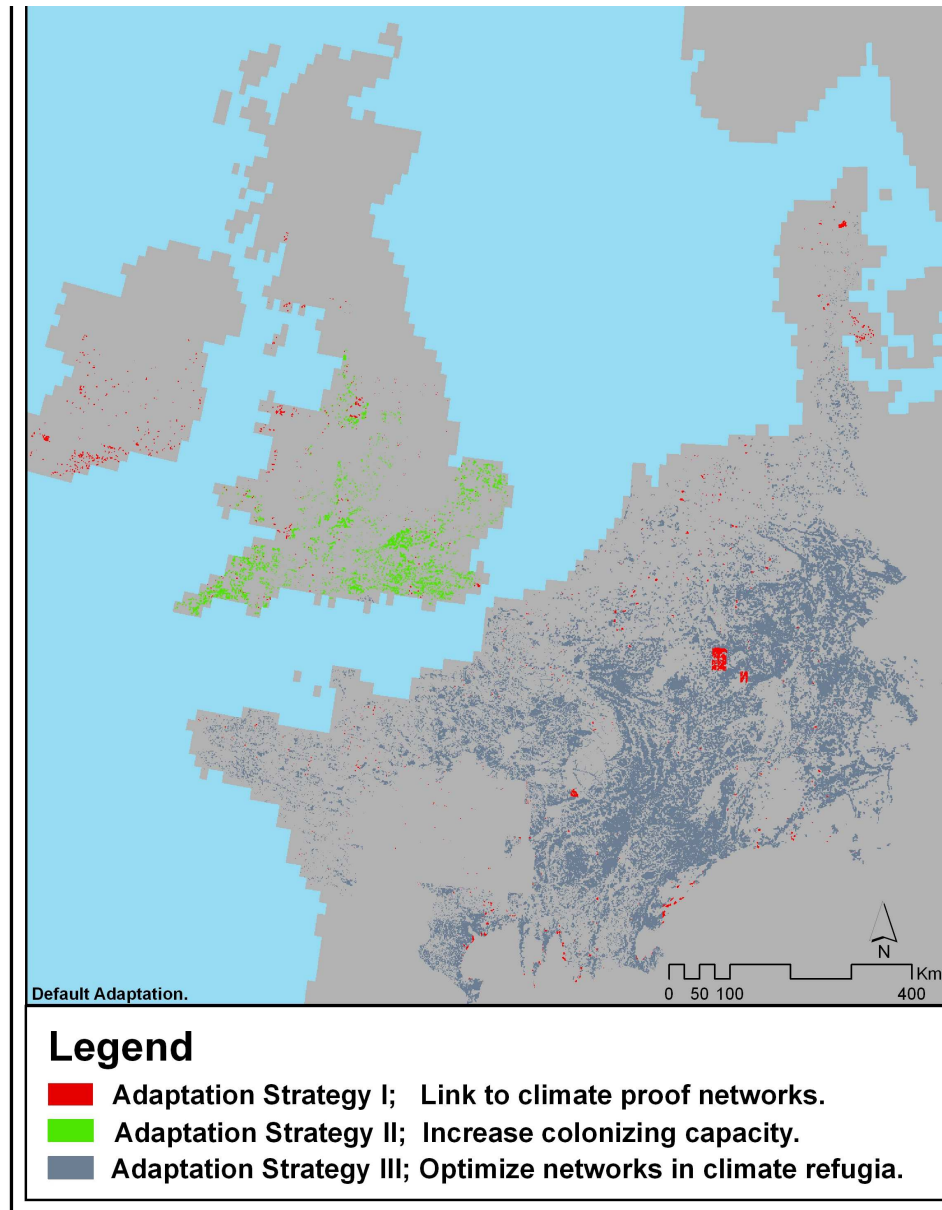 N
Km
0 50 100 400
Default Adaptation.
Legend
Adaptation Strategy I; Link to climate proof networks.
Adaptation Strategy II; Increase colonizing capacity.
Adaptation Strategy III; Optimize networks in climate refugia.